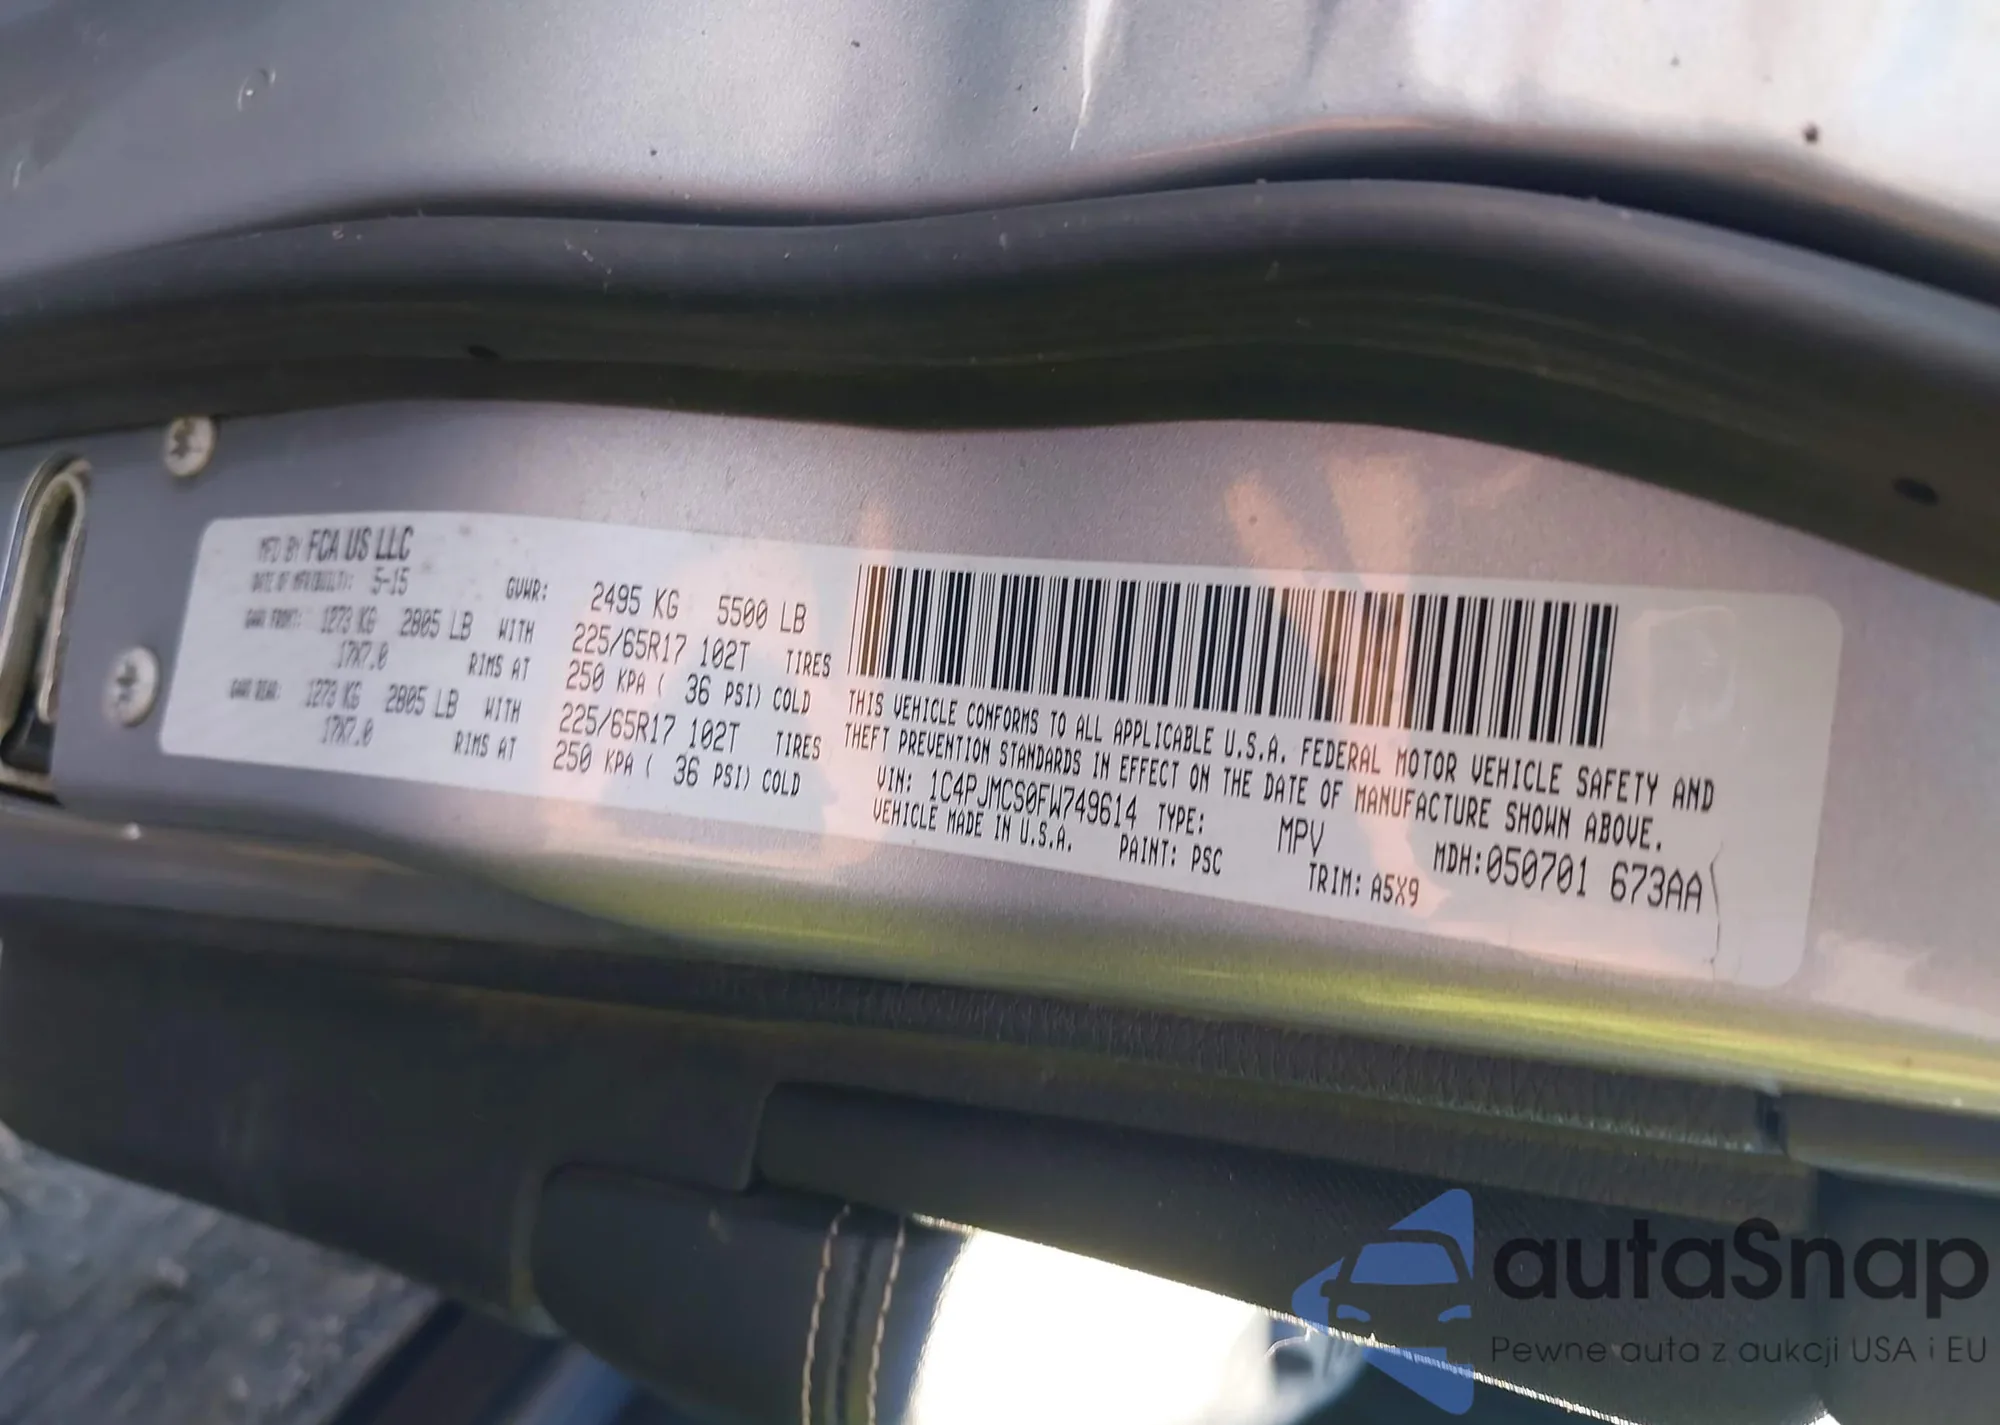 MFD BY FCA US LLC
DATE OF MFR(BUILT): 5-15 GVWR: 2495 KG 5500 LB
GAWR FRONT: 1273 KG 2805 LB WITH 225/65R17 102T TIRES
17X7.0 RIMS AT 250 KPA ( 36 PSI) COLD
GAWR REAR: 1273 KG 2805 LB WITH 225/65R17 102T TIRES
17X7.0 RIMS AT 250 KPA ( 36 PSI) COLD
THIS VEHICLE CONFORMS TO ALL APPLICABLE U.S.A. FEDERAL MOTOR VEHICLE SAFETY AND
THEFT PREVENTION STANDARDS IN EFFECT ON THE DATE OF MANUFACTURE SHOWN ABOVE.
VIN: 1C4PJMCS0FW749614 TYPE: MPV MDH:050701 673AA
VEHICLE MADE IN U.S.A. PAINT: PSC TRIM: A5X9
autaSnap
Pewne auta z aukcji USA i EU